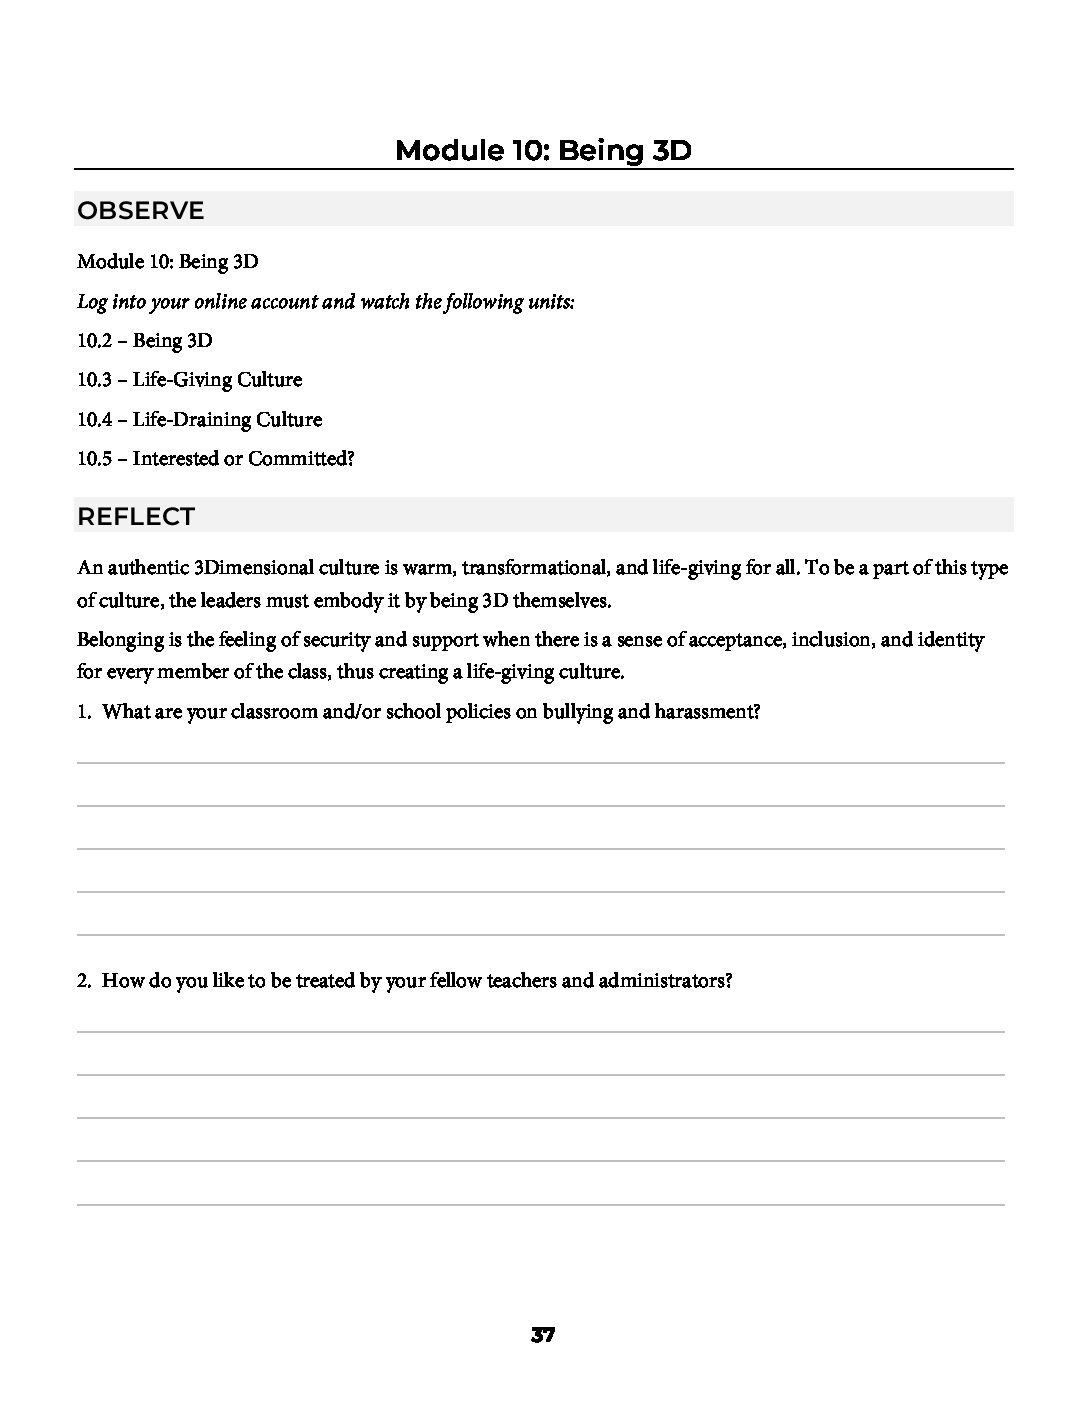 Module 10: Being 3D
OBSERVE
Module 10: Being 3D
Log into your online account and watch the following units:
10.2 – Being 3D
10.3 – Life-Giving Culture
10.4 – Life-Draining Culture
10.5 – Interested or Committed?
REFLECT
An authentic 3Dimensional culture is warm, transformational, and life-giving for all. To be a part of this type
of culture, the leaders must embody it by being 3D themselves.
Belonging is the feeling of security and support when there is a sense of acceptance, inclusion, and identity
for every member of the class, thus creating a life-giving culture.
1. What are your classroom and/or school policies on bullying and harassment?
2. How do you like to be treated by your fellow teachers and administrators?
37